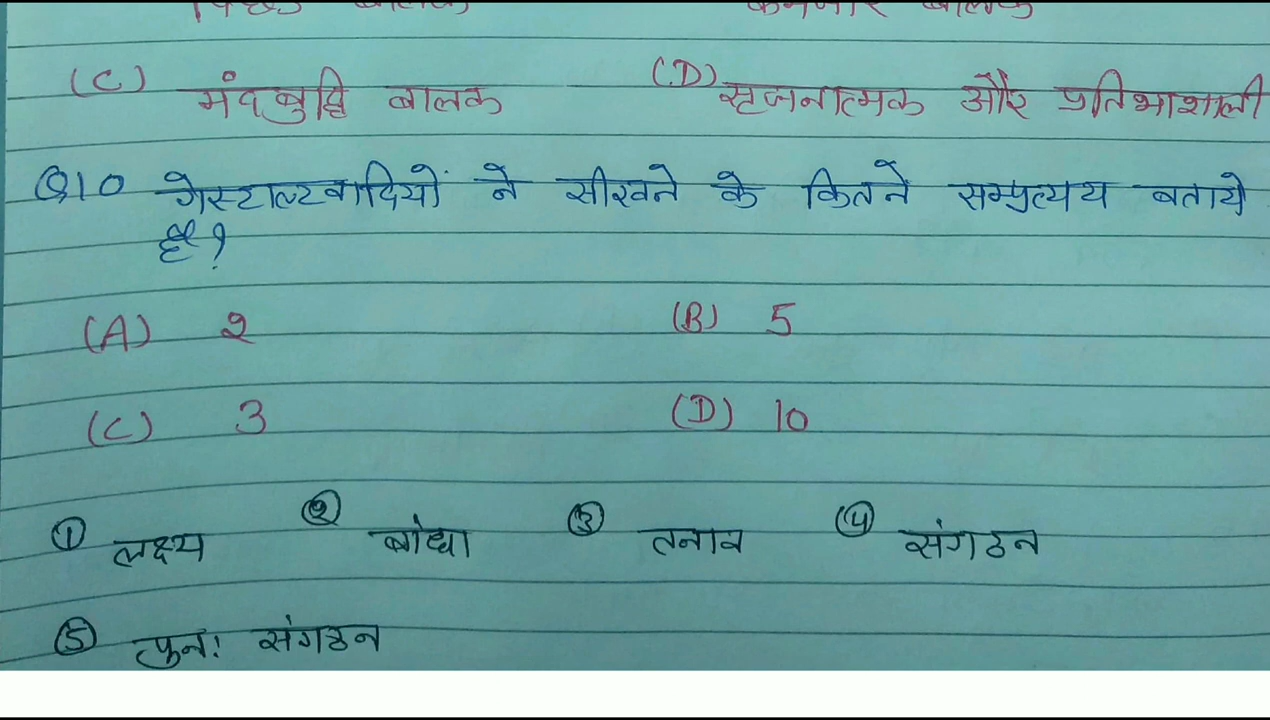 (C) मंदबुद्धि बालक (D) सृजनात्मक और प्रतिभाशाली
Q10 गेस्टाल्टवादियों ने सीखने के कितने सम्प्रत्यय बताये
हैं?
(A) २ (B) 5
(C) 3 (D) 10
① लक्ष्य ② बाधा ③ तनाव ④ संगठन
⑤ पुनः संगठन